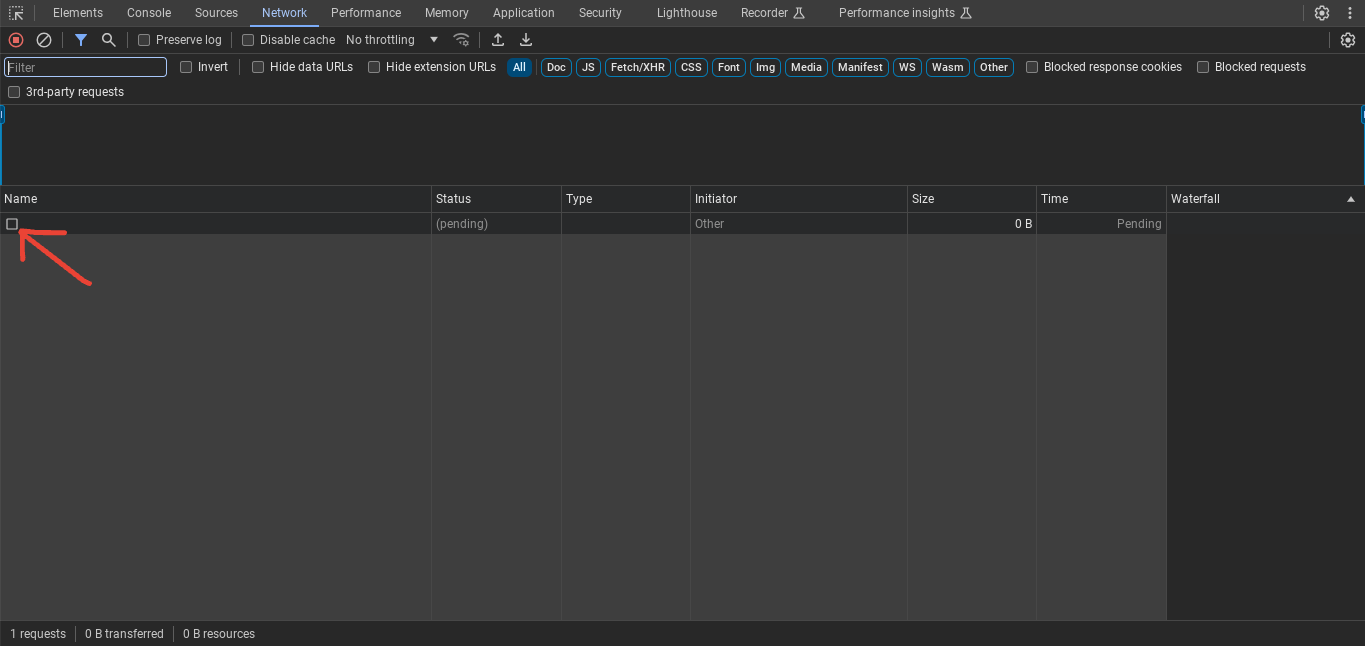 Elements Console Sources Network Performance Memory Application Security Lighthouse Recorder Performance insights
Preserve log Disable cache No throttling
Filter Invert Hide data URLs Hide extension URLs All Doc JS Fetch/XHR CSS Font Img Media Manifest WS Wasm Other Blocked response cookies Blocked requests
3rd-party requests
Name Status Type Initiator Size Time Waterfall
(pending) Other 0 B Pending
1 requests 0 B transferred 0 B resources